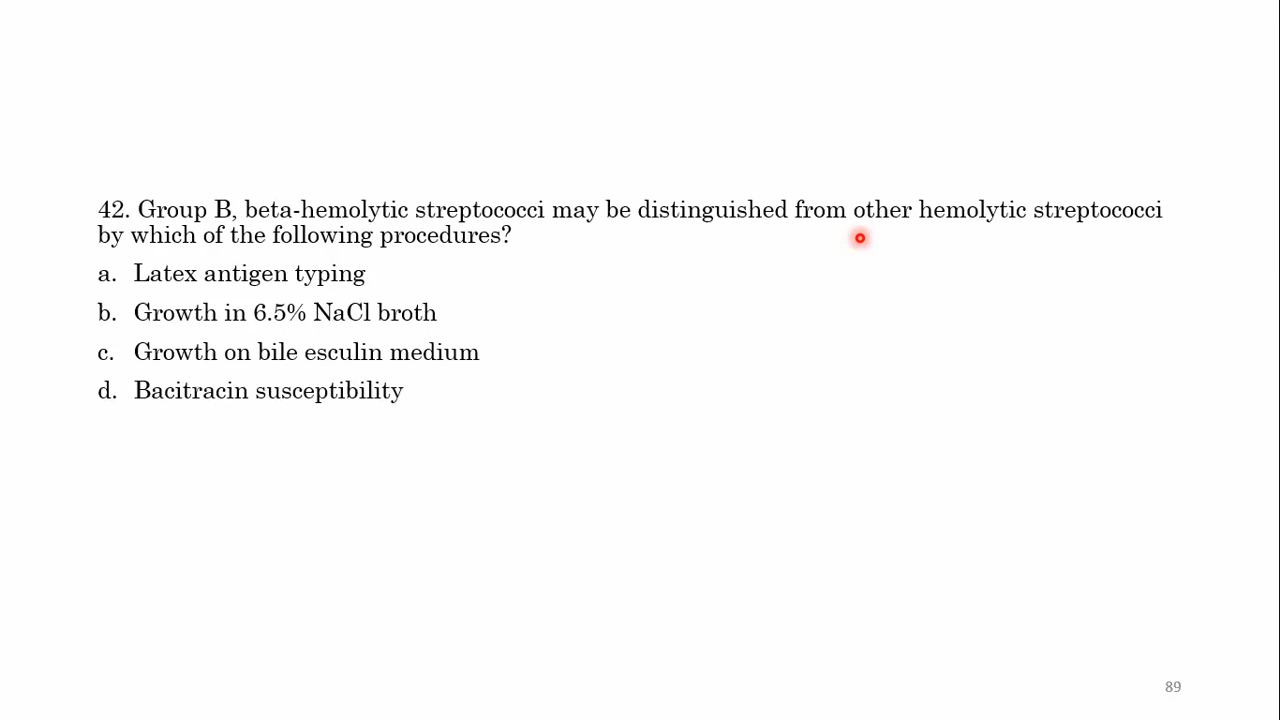 42. Group B, beta-hemolytic streptococci may be distinguished from other hemolytic streptococci
by which of the following procedures?
a. Latex antigen typing
b. Growth in 6.5% NaCl broth
c. Growth on bile esculin medium
d. Bacitracin susceptibility
89